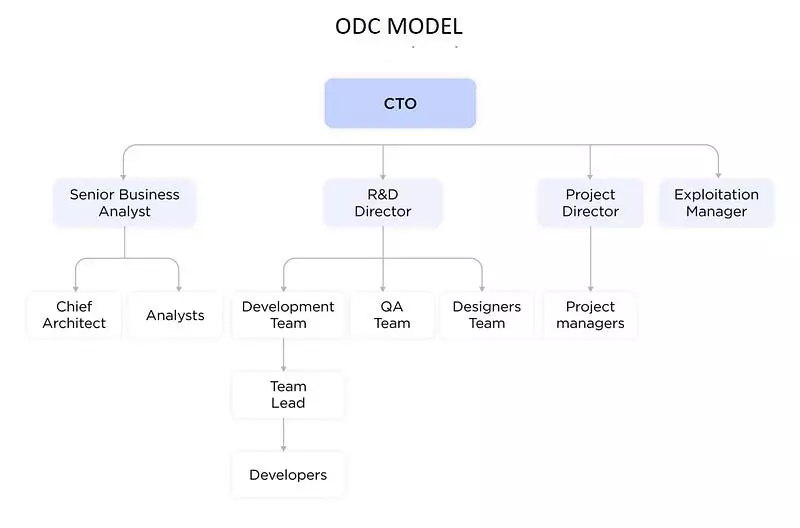 ODC MODEL
CTO
Senior Business
Analyst
R&D
Director
Project
Director
Exploitation
Manager
Chief
Architect
Analysts
Development
Team
QA
Team
Designers
Team
Project
managers
Team
Lead
Developers